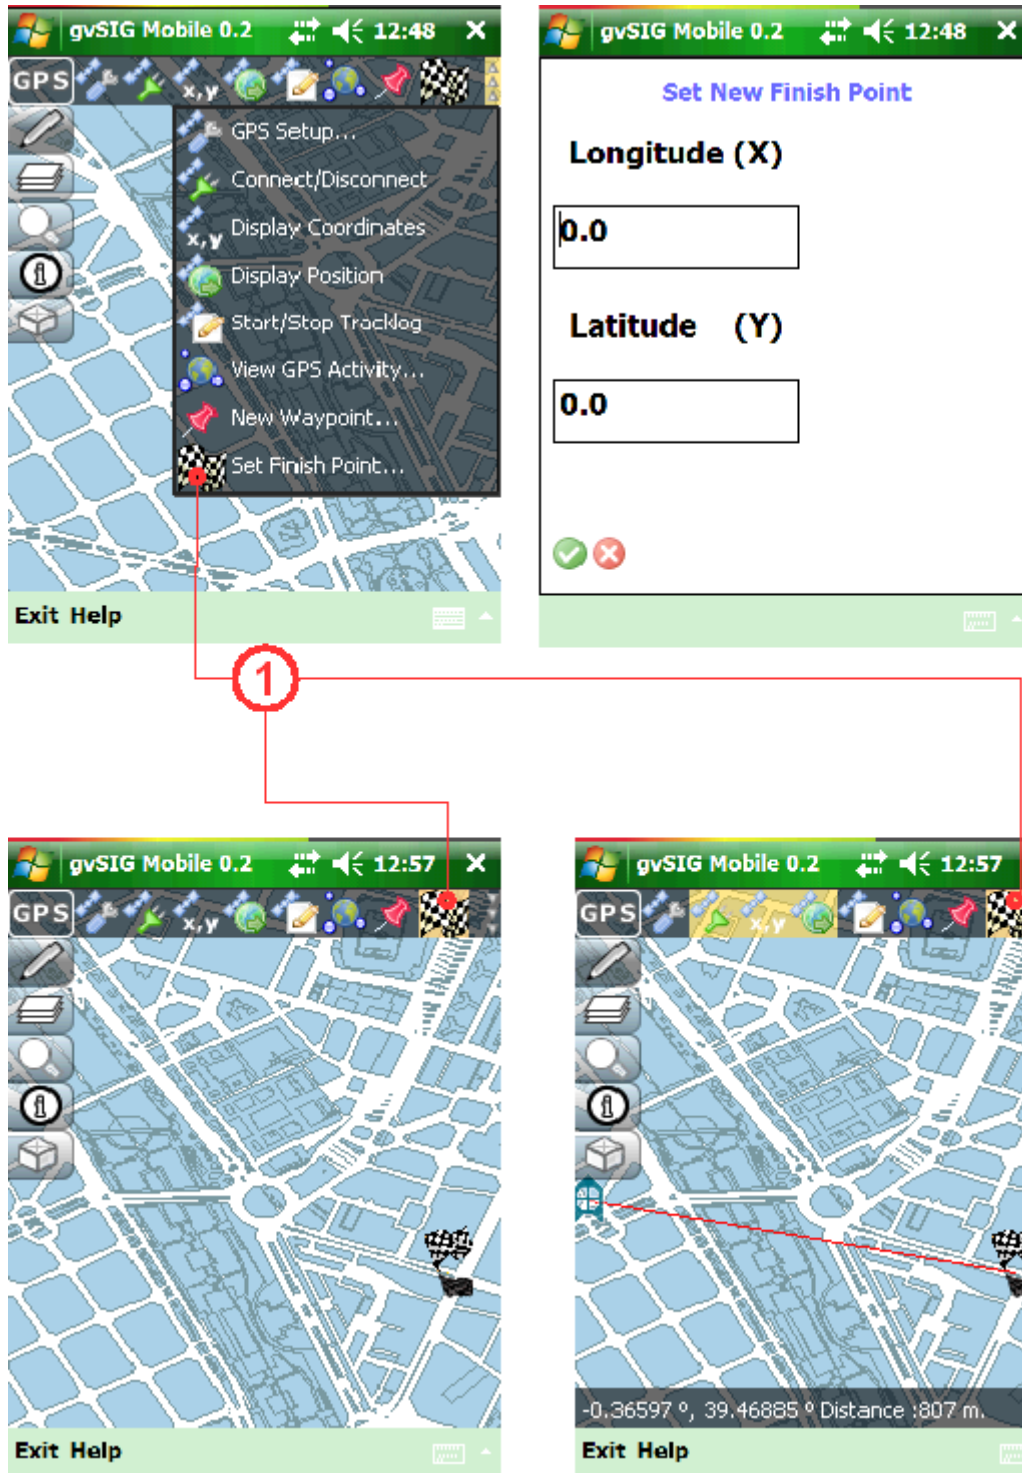 gvSIG Mobile 0.2 12:48
GPS x,y
GPS Setup...
Connect/Disconnect
x,y Display Coordinates
Display Position
Start/Stop Tracklog
View GPS Activity...
New Waypoint...
Set Finish Point...
Exit Help
gvSIG Mobile 0.2 12:48
Set New Finish Point
Longitude (X)
0.0
Latitude (Y)
0.0
1
gvSIG Mobile 0.2 12:57
GPS x,y
Exit Help
gvSIG Mobile 0.2 12:57
GPS x,y
-0.36597 º, 39.46885 º Distance :807 m.
Exit Help